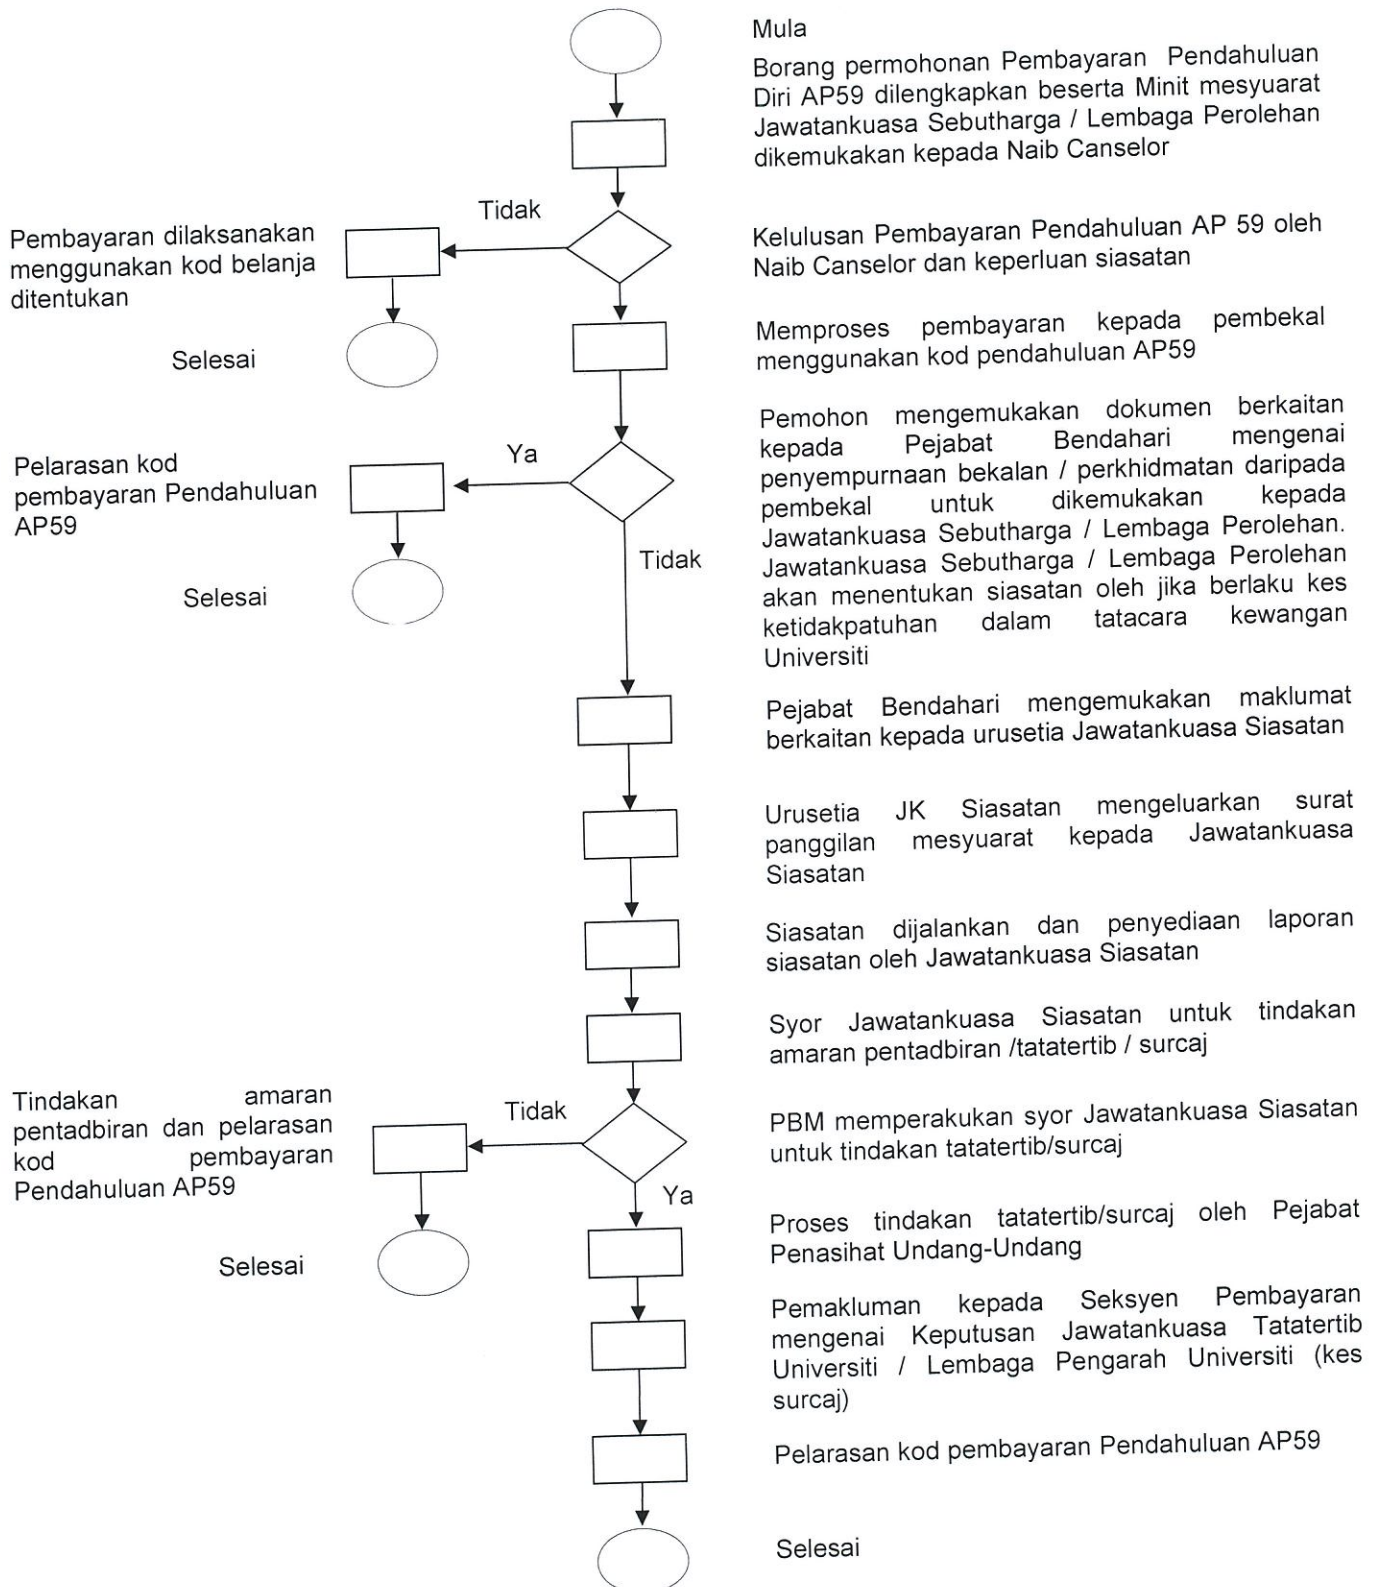 Mula
Borang permohonan Pembayaran Pendahuluan
Diri AP59 dilengkapkan beserta Minit mesyuarat
Jawatankuasa Sebutharga / Lembaga Perolehan
dikemukakan kepada Naib Canselor
Tidak
Pembayaran dilaksanakan
menggunakan kod belanja
ditentukan
Kelulusan Pembayaran Pendahuluan AP 59 oleh
Naib Canselor dan keperluan siasatan
Selesai
Memproses pembayaran kepada pembekal
menggunakan kod pendahuluan AP59
Ya
Pelarasan kod
pembayaran Pendahuluan
AP59
Tidak
Selesai
Pemohon mengemukakan dokumen berkaitan
kepada Pejabat Bendahari mengenai
penyempurnaan bekalan / perkhidmatan daripada
pembekal untuk dikemukakan kepada
Jawatankuasa Sebutharga / Lembaga Perolehan.
Jawatankuasa Sebutharga / Lembaga Perolehan
akan menentukan siasatan oleh jika berlaku kes
ketidakpatuhan dalam tatacara kewangan
Universiti
Pejabat Bendahari mengemukakan maklumat
berkaitan kepada urusetia Jawatankuasa Siasatan
Urusetia JK Siasatan mengeluarkan surat
panggilan mesyuarat kepada Jawatankuasa
Siasatan
Siasatan dijalankan dan penyediaan laporan
siasatan oleh Jawatankuasa Siasatan
Syor Jawatankuasa Siasatan untuk tindakan
amaran pentadbiran /tatatertib / surcaj
Tindakan amaran
pentadbiran dan pelarasan
kod pembayaran
Pendahuluan AP59
Tidak
PBM memperakukan syor Jawatankuasa Siasatan
untuk tindakan tatatertib/surcaj
Ya
Selesai
Proses tindakan tatatertib/surcaj oleh Pejabat
Penasihat Undang-Undang
Pemakluman kepada Seksyen Pembayaran
mengenai Keputusan Jawatankuasa Tatatertib
Universiti / Lembaga Pengarah Universiti (kes
surcaj)
Pelarasan kod pembayaran Pendahuluan AP59
Selesai